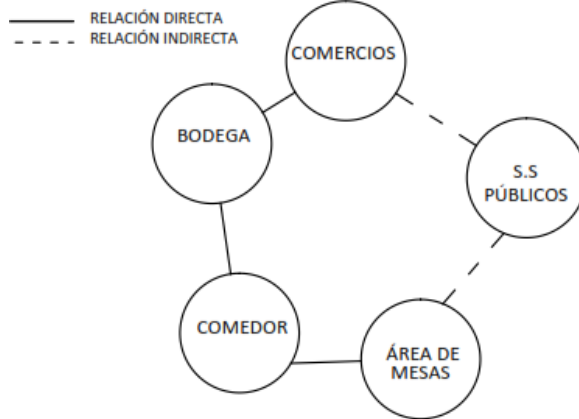 RELACIÓN DIRECTA
RELACIÓN INDIRECTA
COMERCIOS
BODEGA
S.S
PÚBLICOS
COMEDOR
ÁREA DE
MESAS